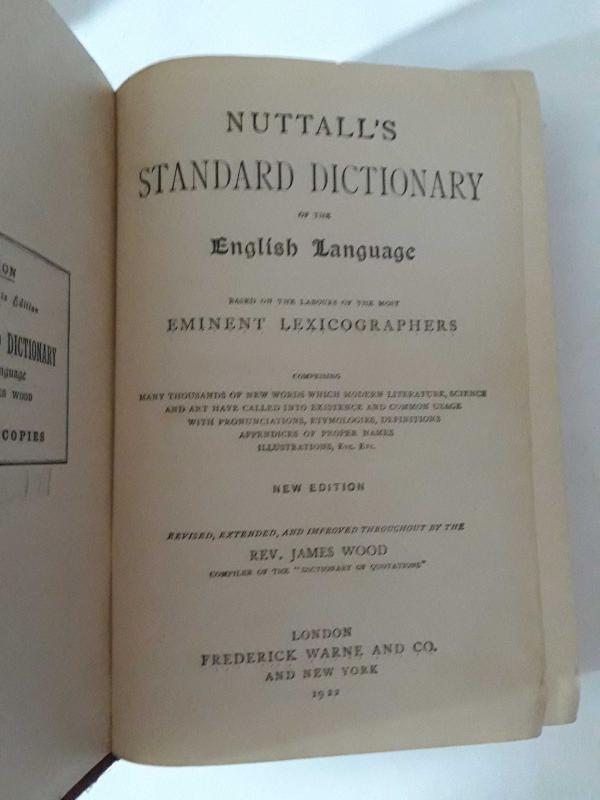 ON
Edition
DICTIONARY
nguage
WOOD
COPIES
NUTTALL'S
STANDARD DICTIONARY
OF THE
English Language
BASED ON THE LABOURS OF THE MOST
EMINENT LEXICOGRAPHERS
COMPRISING
MANY THOUSANDS OF NEW WORDS WHICH MODERN LITERATURE, SCIENCE
AND ART HAVE CALLED INTO EXISTENCE AND COMMON USAGE
WITH PRONUNCIATIONS, ETYMOLOGIES, DEFINITIONS
APPENDICES OF PROPER NAMES
ILLUSTRATIONS, ETC. ETC.
NEW EDITION
REVISED, EXTENDED, AND IMPROVED THROUGHOUT BY THE
REV. JAMES WOOD
COMPILER OF THE "DICTIONARY OF QUOTATIONS"
LONDON
FREDERICK WARNE AND CO.
AND NEW YORK
1922